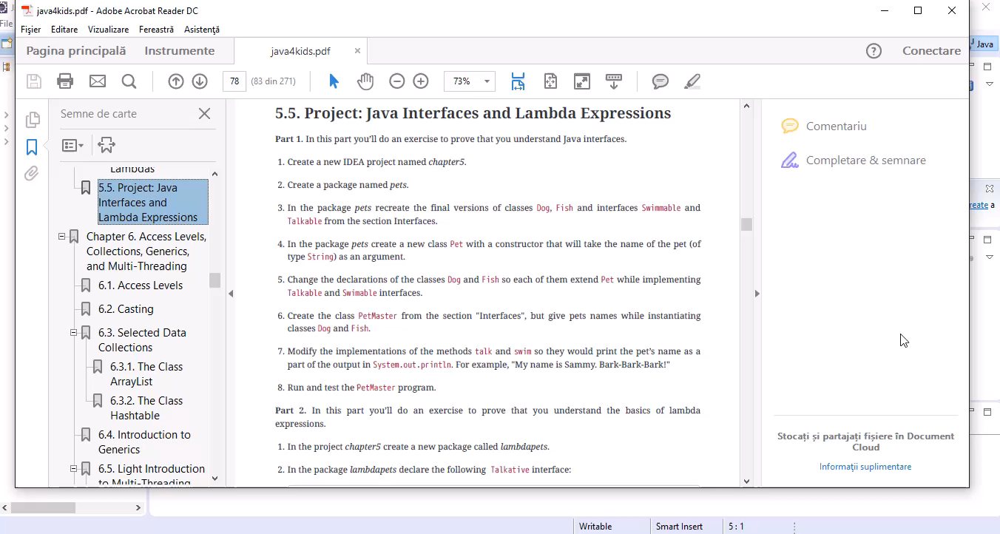 java4kids.pdf - Adobe Acrobat Reader DC
File
Fişier Editare Vizualizare Fereastră Asistenţă
Pagina principală Instrumente java4kids.pdf Conectare
Java
78 (83 din 271) 73%
Semne de carte
Lambdas
5.5. Project: Java
Interfaces and
Lambda Expressions
Chapter 6. Access Levels,
Collections, Generics,
and Multi-Threading
6.1. Access Levels
6.2. Casting
6.3. Selected Data
Collections
6.3.1. The Class
ArrayList
6.3.2. The Class
Hashtable
6.4. Introduction to
Generics
6.5. Light Introduction
to Multi-Threading
5.5. Project: Java Interfaces and Lambda Expressions
Part 1. In this part you’ll do an exercise to prove that you understand Java interfaces.
1. Create a new IDEA project named chapter5.
2. Create a package named pets.
3. In the package pets recreate the final versions of classes Dog, Fish and interfaces Swimmable and
Talkable from the section Interfaces.
4. In the package pets create a new class Pet with a constructor that will take the name of the pet (of
type String) as an argument.
5. Change the declarations of the classes Dog and Fish so each of them extend Pet while implementing
Talkable and Swimable interfaces.
6. Create the class PetMaster from the section "Interfaces", but give pets names while instantiating
classes Dog and Fish.
7. Modify the implementations of the methods talk and swim so they would print the pet’s name as a
part of the output in System.out.println. For example, "My name is Sammy. Bark-Bark-Bark!"
8. Run and test the PetMaster program.
Part 2. In this part you’ll do an exercise to prove that you understand the basics of lambda
expressions.
1. In the project chapter5 create a new package called lambdapets.
2. In the package lambdapets declare the following Talkative interface:
Comentariu
Completare & semnare
Stocați și partajați fișiere în Document
Cloud
Informaţii suplimentare
reate a
Writable Smart Insert 5 : 1